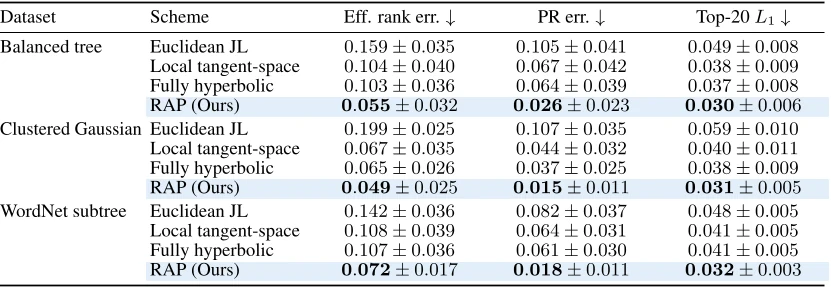 Dataset Scheme Eff. rank err. ↓ PR err. ↓ Top-20 L₁ ↓
Balanced tree Euclidean JL 0.159 ± 0.035 0.105 ± 0.041 0.049 ± 0.008
Local tangent-space 0.104 ± 0.040 0.067 ± 0.042 0.038 ± 0.009
Fully hyperbolic 0.103 ± 0.036 0.064 ± 0.039 0.037 ± 0.008
RAP (Ours) 0.055 ± 0.032 0.026 ± 0.023 0.030 ± 0.006
Clustered Gaussian Euclidean JL 0.199 ± 0.025 0.107 ± 0.035 0.059 ± 0.010
Local tangent-space 0.067 ± 0.035 0.044 ± 0.032 0.040 ± 0.011
Fully hyperbolic 0.065 ± 0.026 0.037 ± 0.025 0.038 ± 0.009
RAP (Ours) 0.049 ± 0.025 0.015 ± 0.011 0.031 ± 0.005
WordNet subtree Euclidean JL 0.142 ± 0.036 0.082 ± 0.037 0.048 ± 0.005
Local tangent-space 0.108 ± 0.039 0.064 ± 0.031 0.041 ± 0.005
Fully hyperbolic 0.107 ± 0.036 0.061 ± 0.030 0.041 ± 0.005
RAP (Ours) 0.072 ± 0.017 0.018 ± 0.011 0.032 ± 0.003